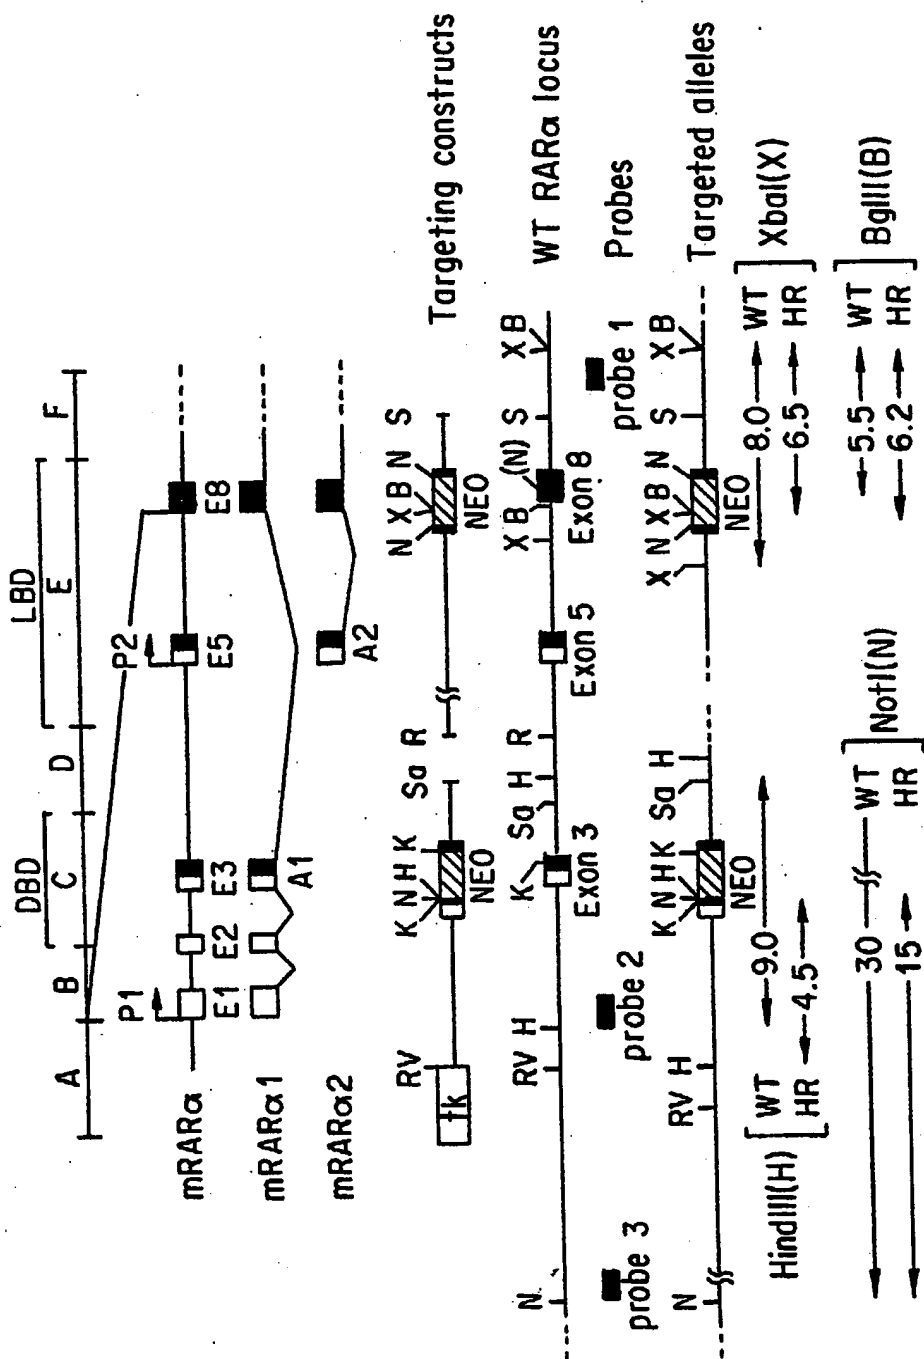 DBD LBD
A B C D E F
P1 P2
mRARα E1 E2 E3 E5 E8
mRARα1 A1
mRARα2 A2
RV K N H K Sa R N X B N S
tk NEO NEO Targeting constructs
N RV H K Sa H R X B (N) S X B
Exon 3 Exon 5 Exon 8 WT RARα locus
probe 3 probe 2 probe 1 Probes
N RV H K N H K Sa H X N X B N S X B
NEO NEO Targeted alleles
HindIII(H) [ WT 9.0 8.0 WT ] XbaI(X)
HR 4.5 6.5 HR
30 WT ] NotI(N) 5.5 WT ] BglII(B)
15 HR 6.2 HR